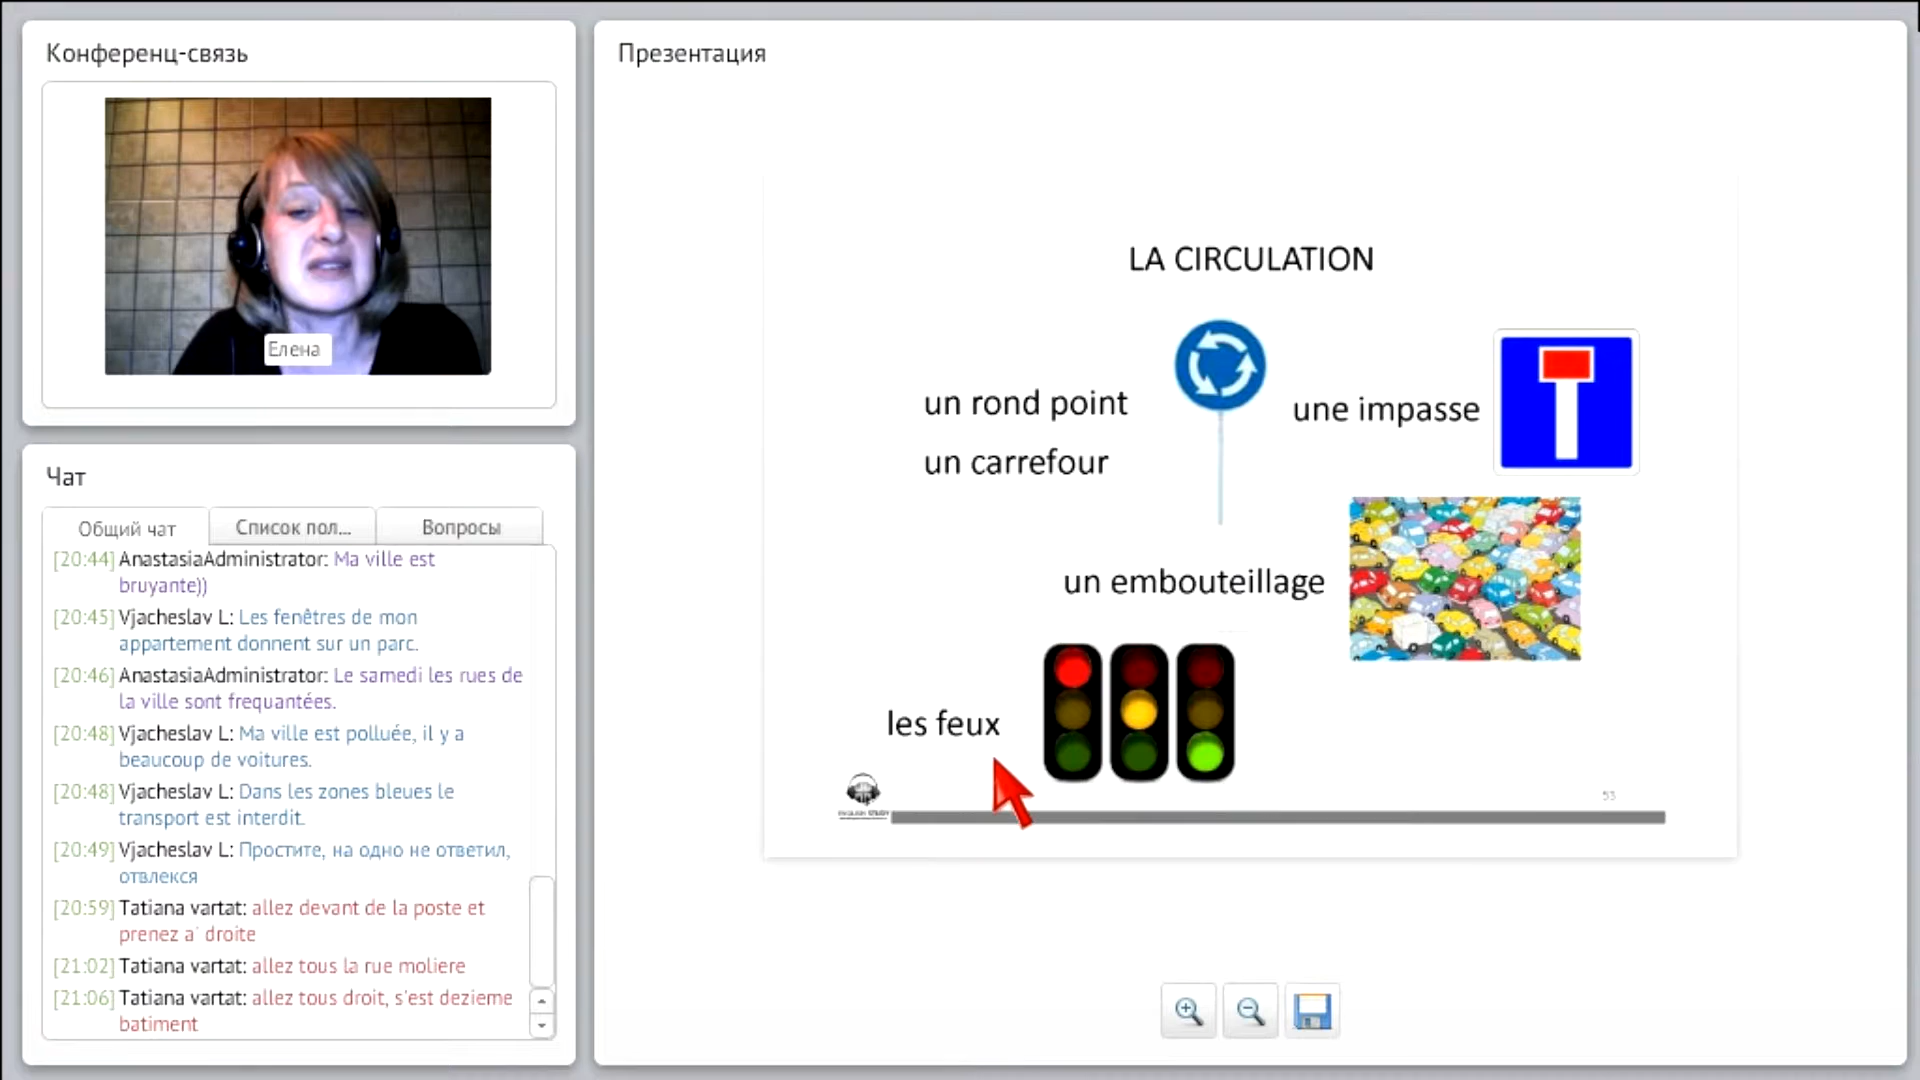 Конференц-связь
Елена
Чат
Общий чат
Список пол...
Вопросы
[20:44] AnastasiaAdministrator: Ma ville est
bruyante))
[20:45] Vjacheslav L: Les fenêtres de mon
appartement donnent sur un parc.
[20:46] AnastasiaAdministrator: Le samedi les rues de
la ville sont frequantées.
[20:48] Vjacheslav L: Ma ville est polluée, il y a
beaucoup de voitures.
[20:48] Vjacheslav L: Dans les zones bleues le
transport est interdit.
[20:49] Vjacheslav L: Простите, на одно не ответил,
отвлекся
[20:59] Tatiana vartat: allez devant de la poste et
prenez a' droite
[21:02] Tatiana vartat: allez tous la rue moliere
[21:06] Tatiana vartat: allez tous droit, s'est dezieme
batiment
Презентация
LA CIRCULATION
un rond point
une impasse
un carrefour
un embouteillage
les feux
ENGLISH STUDY
53